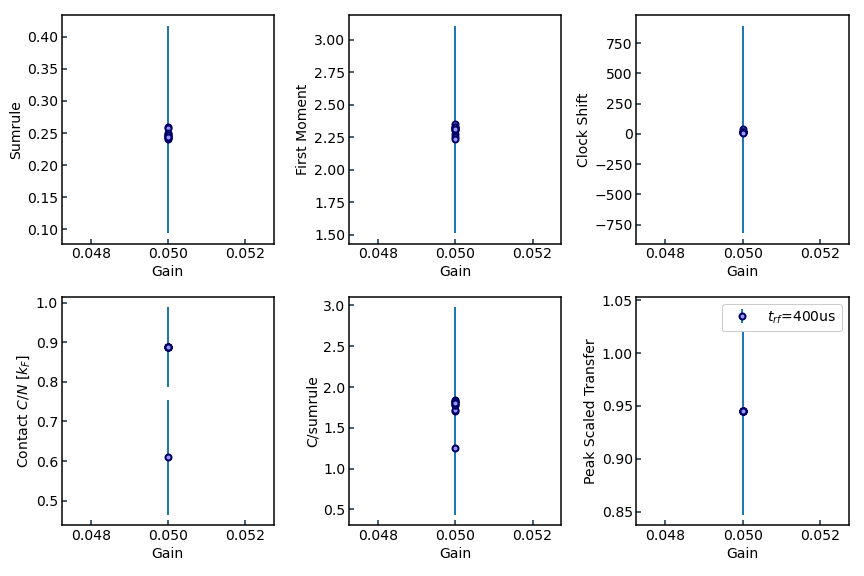 0.40
0.35
0.30
0.25
0.20
0.15
0.10
Sumrule
0.048 0.050 0.052
Gain
3.00
2.75
2.50
2.25
2.00
1.75
1.50
First Moment
0.048 0.050 0.052
Gain
750
500
250
0
−250
−500
−750
Clock Shift
0.048 0.050 0.052
Gain
1.0
0.9
0.8
0.7
0.6
0.5
Contact C/N [k_F]
0.048 0.050 0.052
Gain
3.0
2.5
2.0
1.5
1.0
0.5
C/sumrule
0.048 0.050 0.052
Gain
1.05
1.00
0.95
0.90
0.85
Peak Scaled Transfer
t_rf=400us
0.048 0.050 0.052
Gain